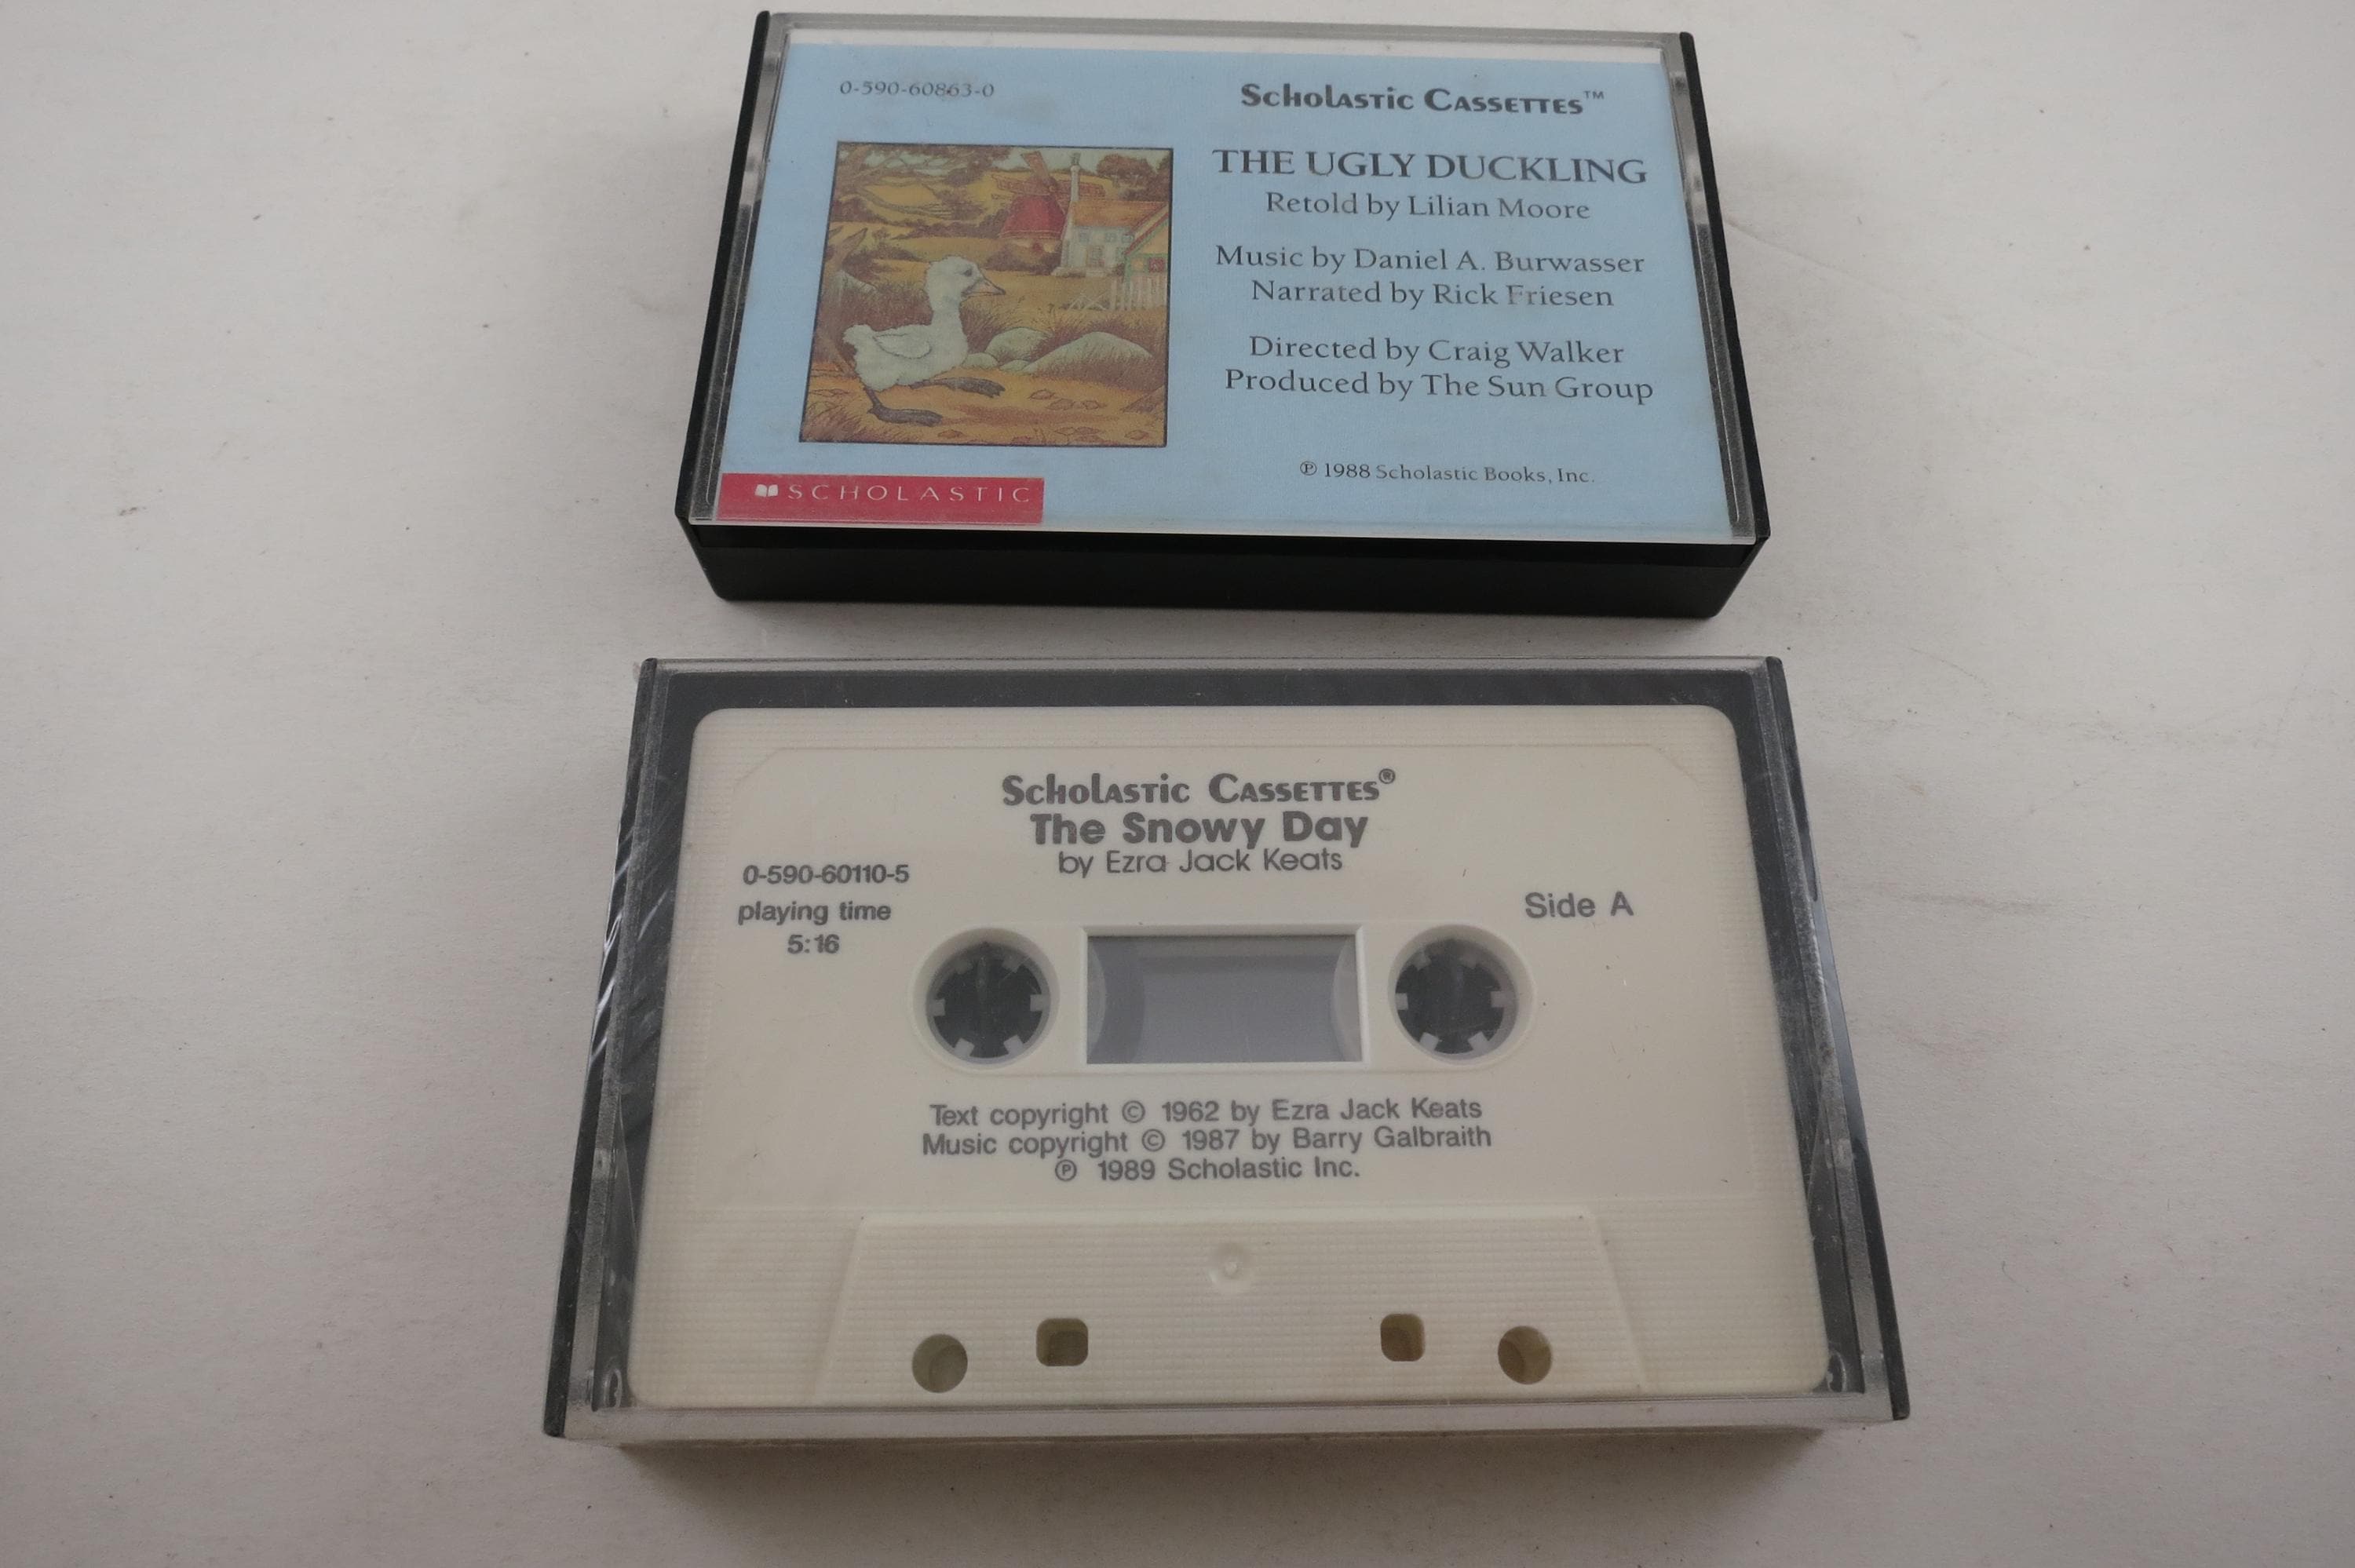 0-590-60863-0
Scholastic Cassettes™
THE UGLY DUCKLING
Retold by Lilian Moore
Music by Daniel A. Burwasser
Narrated by Rick Friesen
Directed by Craig Walker
Produced by The Sun Group
℗ 1988 Scholastic Books, Inc.
SCHOLASTIC
Scholastic Cassettes®
The Snowy Day
by Ezra Jack Keats
0-590-60110-5
playing time
5:16
Side A
Text copyright © 1962 by Ezra Jack Keats
Music copyright © 1987 by Barry Galbraith
℗ 1989 Scholastic Inc.